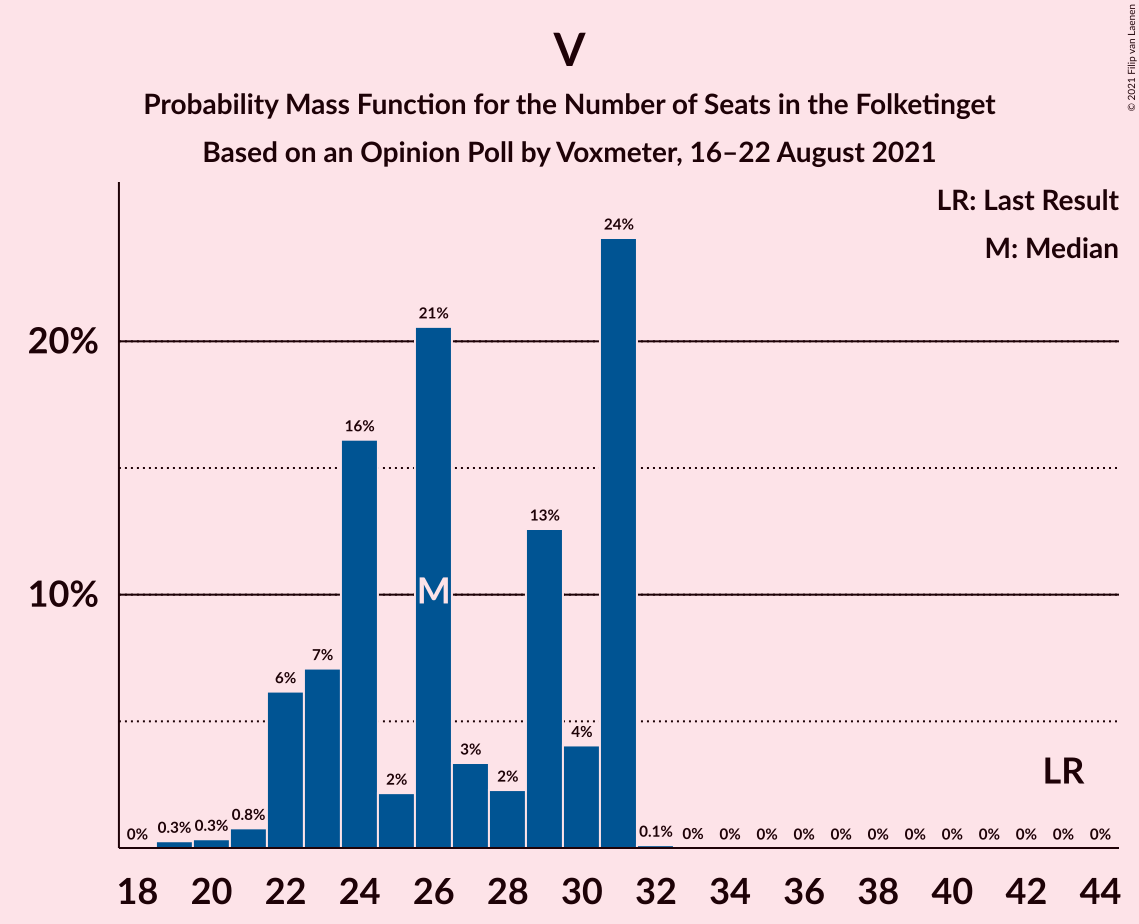 V
Probability Mass Function for the Number of Seats in the Folketinget
Based on an Opinion Poll by Voxmeter, 16–22 August 2021
© 2021 Filip van Laenen
LR: Last Result
M: Median
20%
10%
0% 0.3% 0.3% 0.8% 6% 7% 16% 2% 21% 3% 2% 13% 4% 24% 0.1% 0% 0% 0% 0% 0% 0% 0% 0% 0% 0% 0% 0%
M
LR
18 20 22 24 26 28 30 32 34 36 38 40 42 44